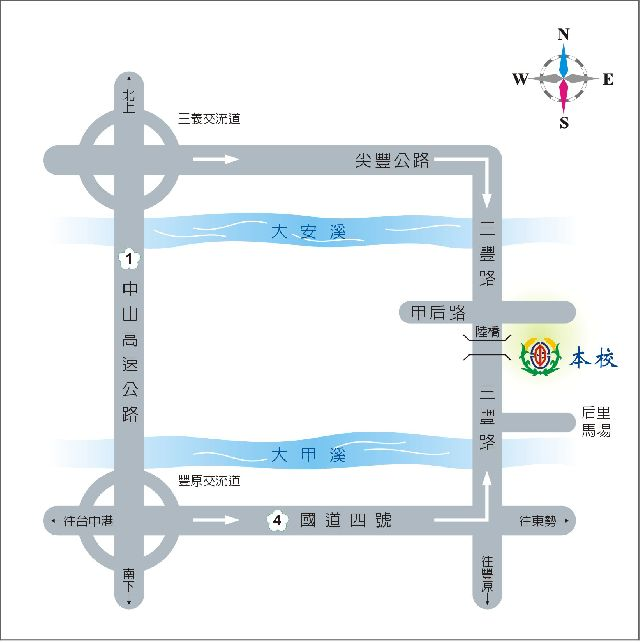 N
W E
S
北上
三義交流道
尖豐公路
大安溪
三豐路
1
中山高速公路
甲后路
陸橋
本校
三豐路
后里
馬場
大甲溪
豐原交流道
往台中港
4
國道四號
往東勢
南下
往豐原